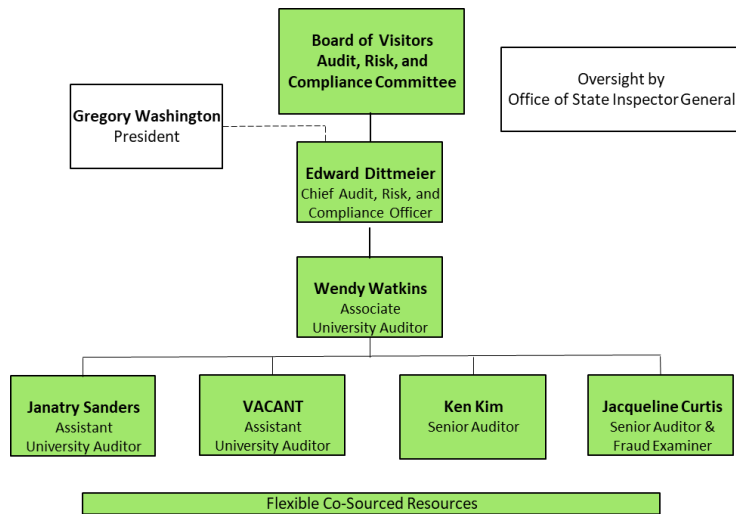 Board of Visitors
Audit, Risk, and
Compliance Committee
Oversight by
Office of State Inspector General
Gregory Washington
President
Edward Dittmeier
Chief Audit, Risk, and
Compliance Officer
Wendy Watkins
Associate
University Auditor
Janatry Sanders
Assistant
University Auditor
VACANT
Assistant
University Auditor
Ken Kim
Senior Auditor
Jacqueline Curtis
Senior Auditor &
Fraud Examiner
Flexible Co-Sourced Resources